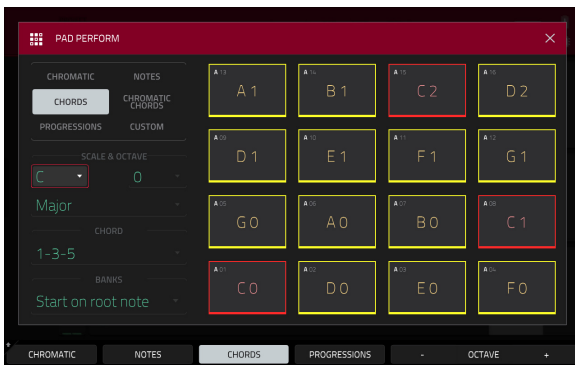 PAD PERFORM
CHROMATIC NOTES
CHORDS CHROMATIC CHORDS
PROGRESSIONS CUSTOM
SCALE & OCTAVE
C 0
Major
CHORD
1-3-5
BANKS
Start on root note
A 13 A 14 A 15 A 16
A 1 B 1 C 2 D 2
A 09 A 10 A 11 A 12
D 1 E 1 F 1 G 1
A 05 A 06 A 07 A 08
G 0 A 0 B 0 C 1
A 01 A 02 A 03 A 04
C 0 D 0 E 0 F 0
CHROMATIC NOTES CHORDS PROGRESSIONS - OCTAVE +